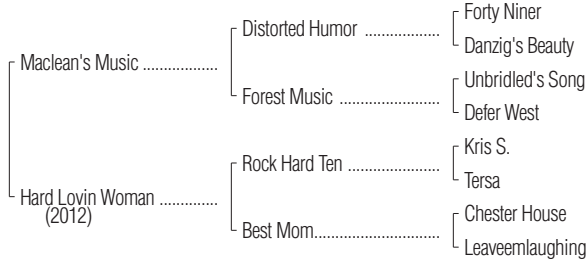 Forty Niner
Distorted Humor ..................
Danzig's Beauty
Maclean's Music ..................
Unbridled's Song
Forest Music ........................
Defer West
Kris S.
Rock Hard Ten ......................
Tersa
Hard Lovin Woman ..............
(2012)
Chester House
Best Mom..............................
Leaveemlaughing